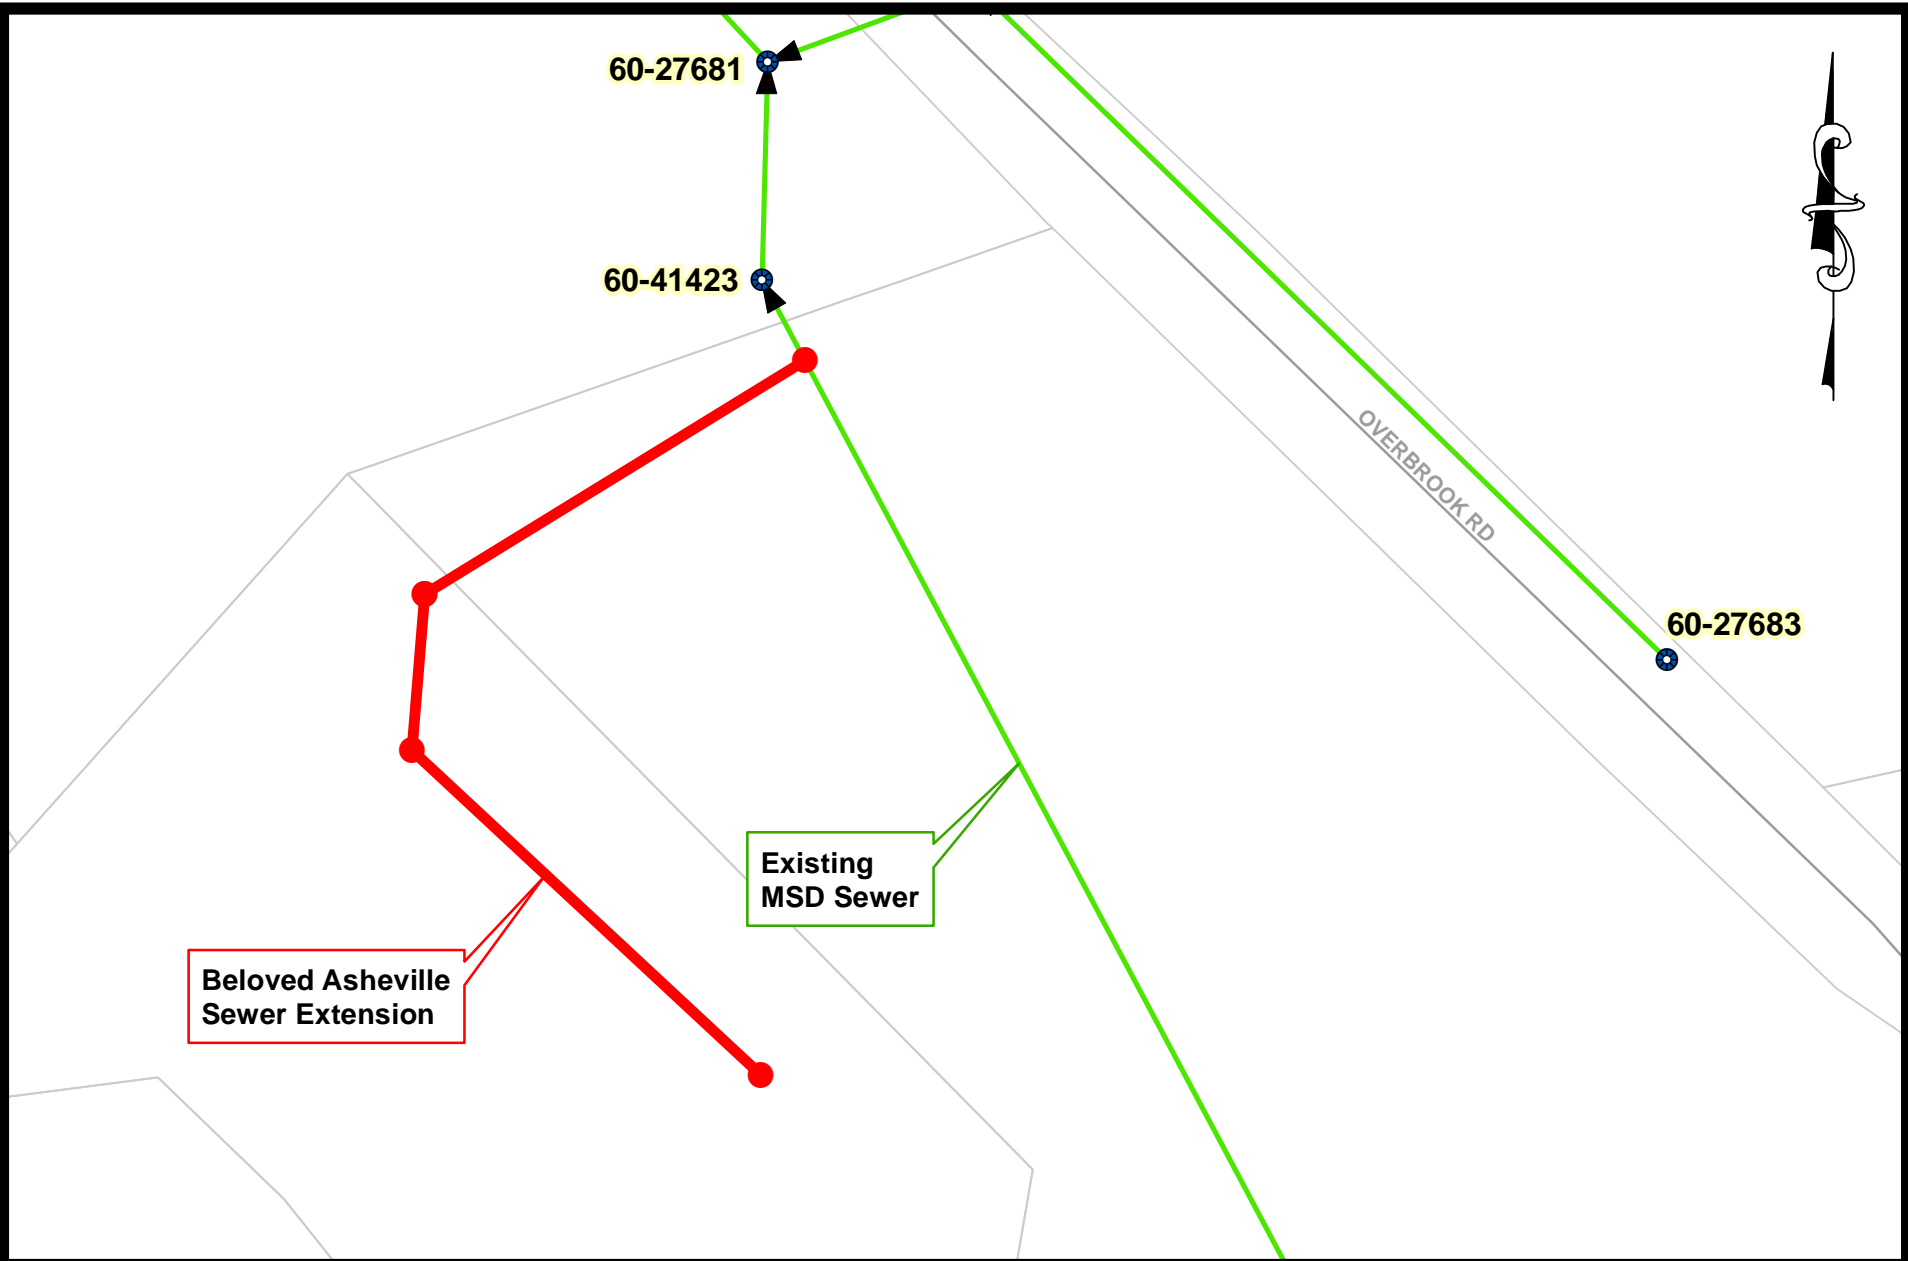 60-27681
60-41423
OVERBROOK RD
60-27683
Existing
MSD Sewer
Beloved Asheville
Sewer Extension